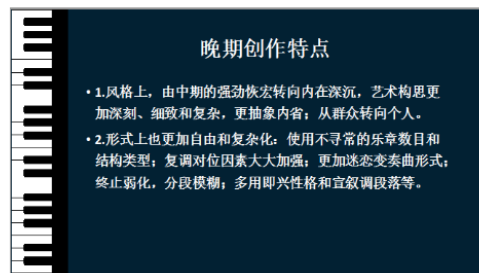 晚期创作特点
• 1.风格上，由中期的强劲恢宏转向内在深沉，艺术构思更
加深刻、细致和复杂，更抽象内省；从群众转向个人。
• 2.形式上也更加自由和复杂化：使用不寻常的乐章数目和
结构类型；复调对位因素大大加强；更加迷恋变奏曲形式；
终止弱化，分段模糊；多用即兴性格和宣叙调段落等。